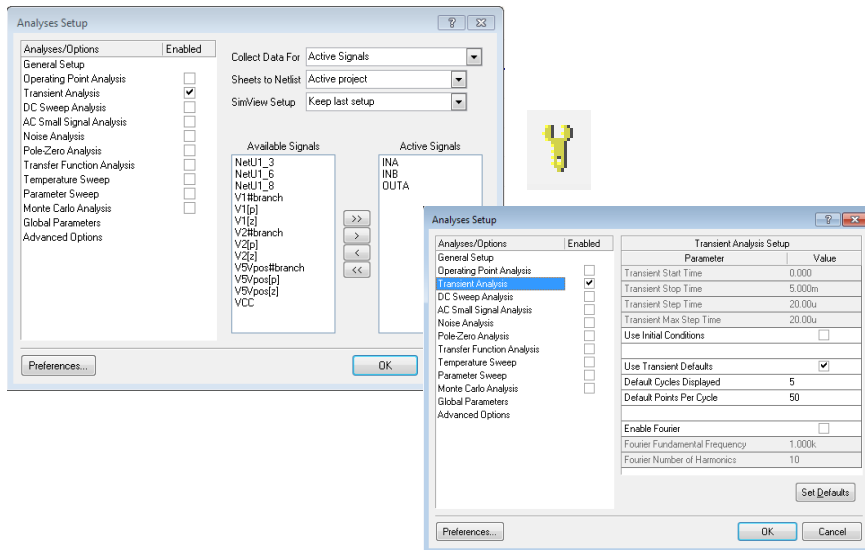 Analyses Setup
Analyses/Options Enabled
General Setup
Operating Point Analysis
Transient Analysis
DC Sweep Analysis
AC Small Signal Analysis
Noise Analysis
Pole-Zero Analysis
Transfer Function Analysis
Temperature Sweep
Parameter Sweep
Monte Carlo Analysis
Global Parameters
Advanced Options
Collect Data For Active Signals
Sheets to Netlist Active project
SimView Setup Keep last setup
Available Signals
NetU1_3
NetU1_6
NetU1_8
V1#branch
V1[p]
V1[z]
V2#branch
V2[p]
V2[z]
V5Vpos#branch
V5Vpos[p]
V5Vpos[z]
VCC
>>
>
<
<<
Active Signals
INA
INB
OUTA
Preferences...
OK
Analyses Setup
Analyses/Options Enabled
General Setup
Operating Point Analysis
Transient Analysis
DC Sweep Analysis
AC Small Signal Analysis
Noise Analysis
Pole-Zero Analysis
Transfer Function Analysis
Temperature Sweep
Parameter Sweep
Monte Carlo Analysis
Global Parameters
Advanced Options
Transient Analysis Setup
Parameter Value
Transient Start Time 0.000
Transient Stop Time 5.000m
Transient Step Time 20.00u
Transient Max Step Time 20.00u
Use Initial Conditions
Use Transient Defaults
Default Cycles Displayed 5
Default Points Per Cycle 50
Enable Fourier
Fourier Fundamental Frequency 1.000k
Fourier Number of Harmonics 10
Set Defaults
Preferences...
OK Cancel